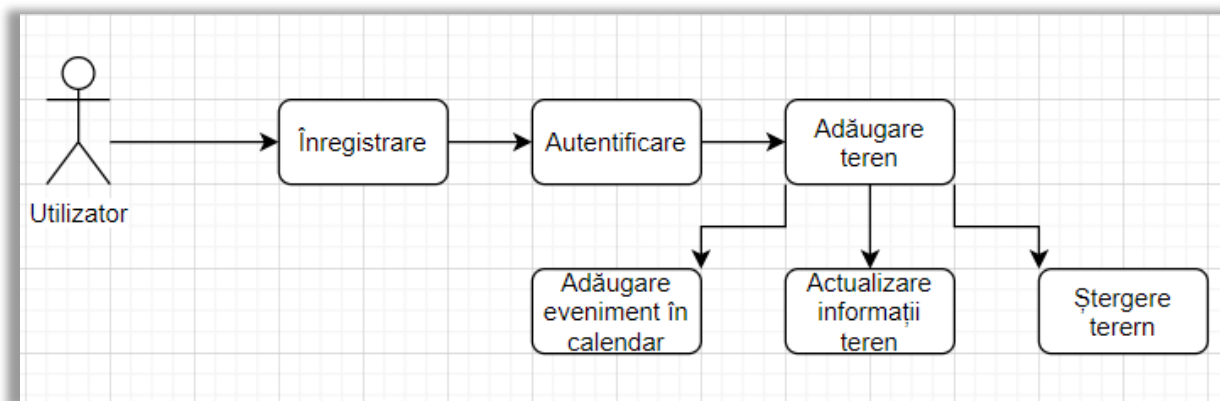 Utilizator
Înregistrare
Autentificare
Adăugare
teren
Adăugare
eveniment în
calendar
Actualizare
informații
teren
Ștergere
terern